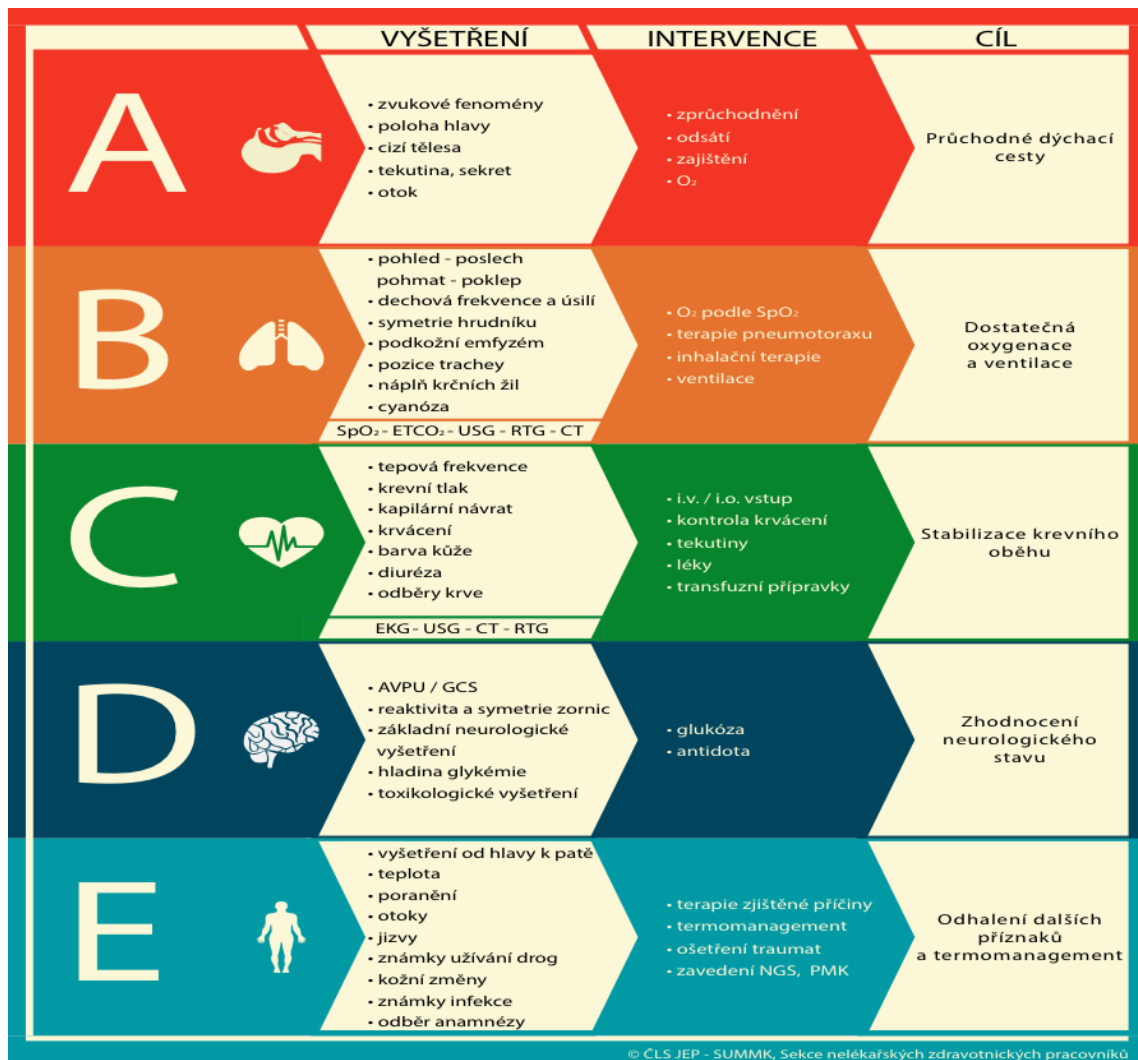 VYŠETŘENÍ
INTERVENCE
CÍL
A
• zvukové fenomény
• poloha hlavy
• cizí tělesa
• tekutina, sekret
• otok
• zprůchodnění
• odsátí
• zajištění
• O₂
Průchodné dýchací
cesty
B
• pohled - poslech
pohmat - poklep
• dechová frekvence a úsilí
• symetrie hrudníku
• podkožní emfyzém
• pozice trachey
• náplň krčních žil
• cyanóza
SpO₂ - ETCO₂ - USG - RTG - CT
• O₂ podle SpO₂
• terapie pneumotoraxu
• inhalační terapie
• ventilace
Dostatečná
oxygenace
a ventilace
C
• tepová frekvence
• krevní tlak
• kapilární návrat
• krvácení
• barva kůže
• diuréza
• odběry krve
EKG - USG - CT - RTG
• i.v. / i.o. vstup
• kontrola krvácení
• tekutiny
• léky
• transfuzní přípravky
Stabilizace krevního
oběhu
D
• AVPU / GCS
• reaktivita a symetrie zornic
• základní neurologické
vyšetření
• hladina glykémie
• toxikologické vyšetření
• glukóza
• antidota
Zhodnocení
neurologického
stavu
E
• vyšetření od hlavy k patě
• teplota
• poranění
• otoky
• jizvy
• známky užívání drog
• kožní změny
• známky infekce
• odběr anamnézy
• terapie zjištěné příčiny
• termomanagement
• ošetření traumat
• zavedení NGS, PMK
Odhalení dalších
příznaků
a termomanagement
© ČLS JEP - SUMMK, Sekce nelékařských zdravotnických pracovníků